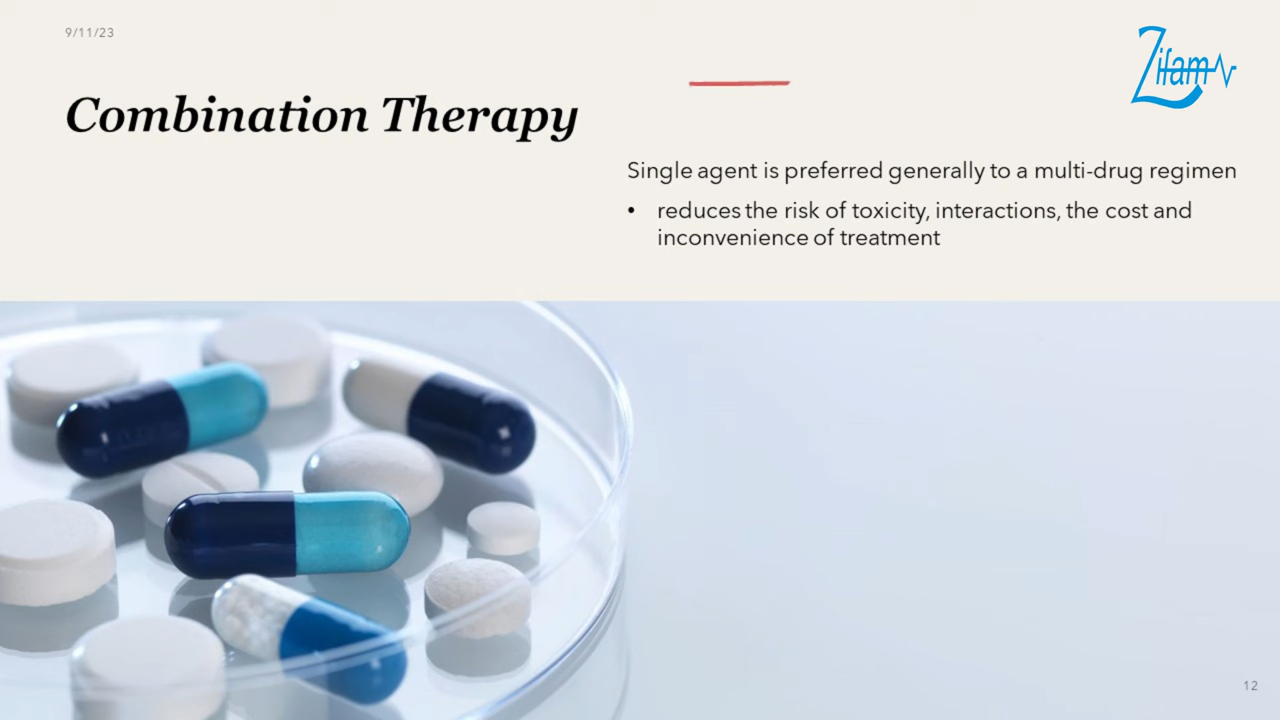 9/11/23
Zifam
Combination Therapy
Single agent is preferred generally to a multi-drug regimen
• reduces the risk of toxicity, interactions, the cost and
inconvenience of treatment
12